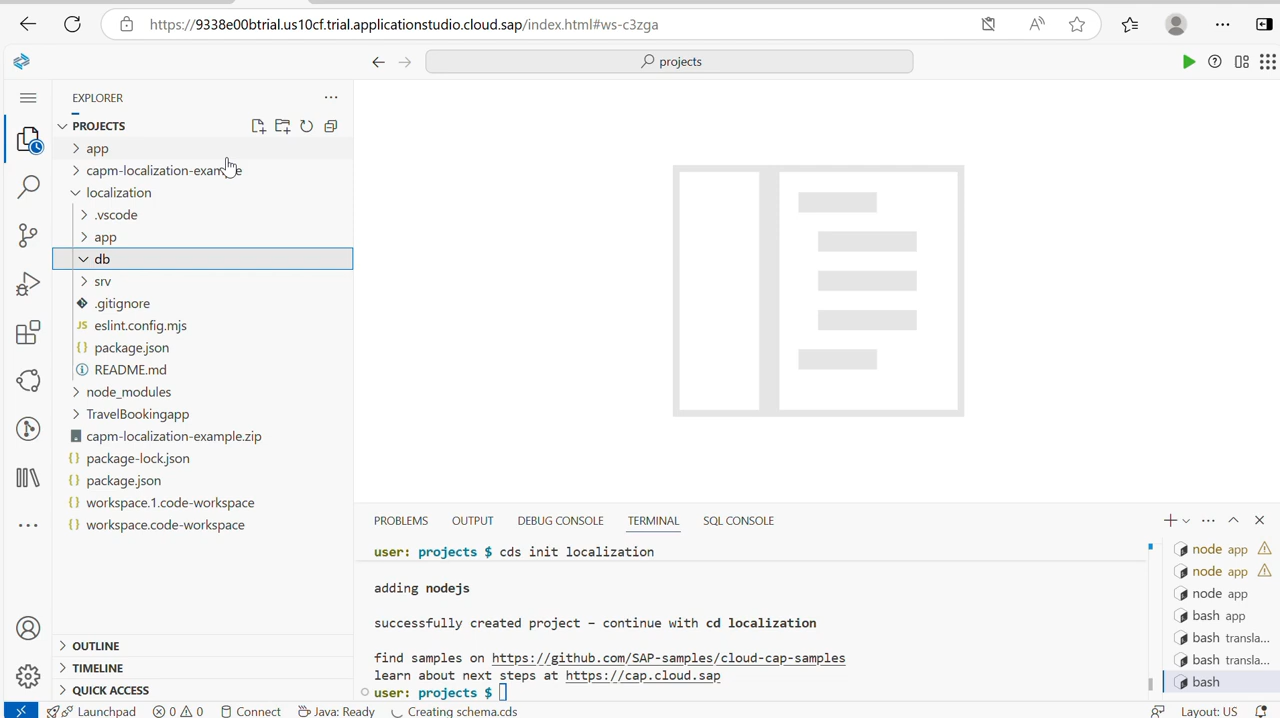 https://9338e00btrial.us10cf.trial.applicationstudio.cloud.sap/index.html#ws-c3zga
projects
EXPLORER
PROJECTS
app
capm-localization-example
localization
.vscode
app
db
srv
.gitignore
JS eslint.config.mjs
{} package.json
README.md
node_modules
TravelBookingapp
capm-localization-example.zip
{} package-lock.json
{} package.json
{} workspace.1.code-workspace
{} workspace.code-workspace
OUTLINE
TIMELINE
QUICK ACCESS
PROBLEMS OUTPUT DEBUG CONSOLE TERMINAL SQL CONSOLE
user: projects $ cds init localization
adding nodejs
successfully created project – continue with cd localization
find samples on https://github.com/SAP-samples/cloud-cap-samples
learn about next steps at https://cap.cloud.sap
user: projects $
node app
node app
node app
bash app
bash transla...
bash transla...
bash
Launchpad 0 0 Connect Java: Ready Creating schema.cds Layout: US